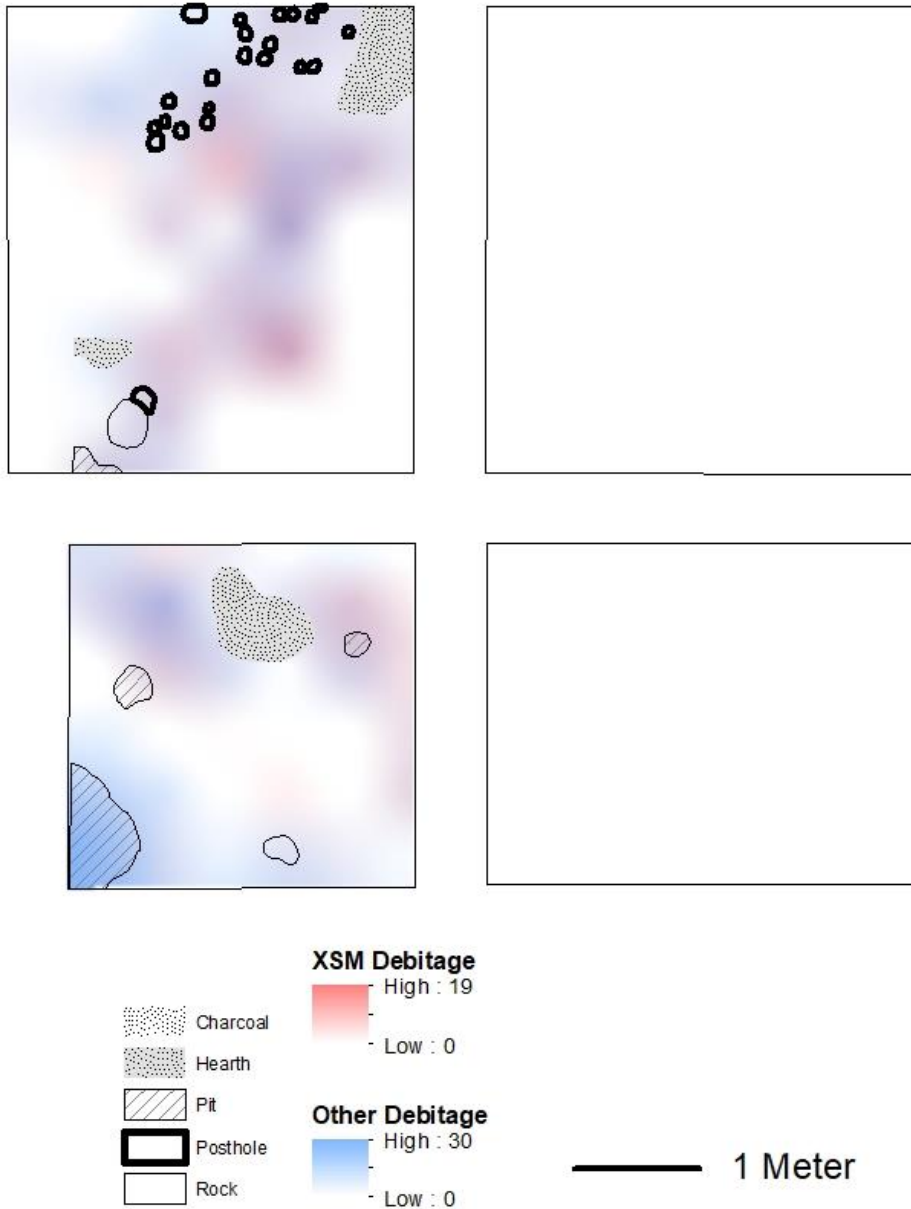 XSM Debitage
High : 19
Low : 0
Charcoal
Hearth
Pit
Posthole
Rock
Other Debitage
High : 30
Low : 0
1 Meter